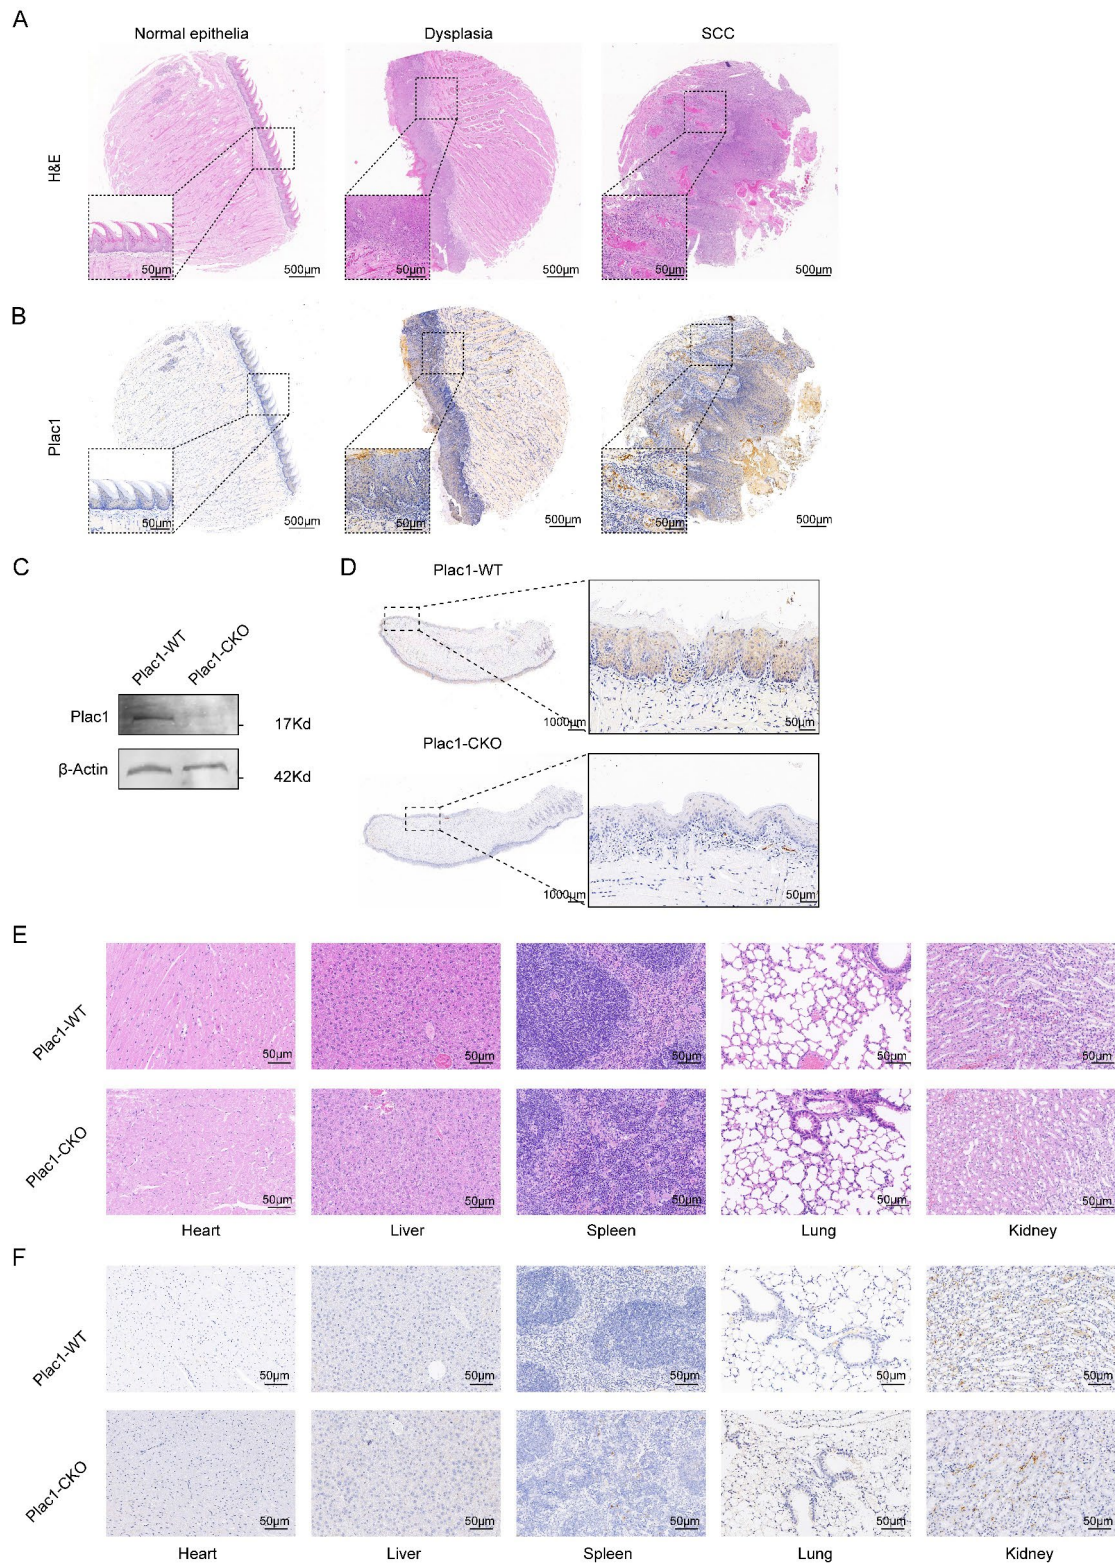 A
Normal epithelia
Dysplasia
SCC
H&E
50μm
500μm
50μm
500μm
50μm
500μm
B
Plac1
50μm
500μm
50μm
500μm
50μm
500μm
C
Plac1-WT
Plac1-CKO
Plac1
17Kd
β-Actin
42Kd
D
Plac1-WT
1000μm
50μm
Plac1-CKO
1000μm
50μm
E
Plac1-WT
50μm
50μm
50μm
50μm
50μm
Plac1-CKO
50μm
50μm
50μm
50μm
50μm
Heart
Liver
Spleen
Lung
Kidney
F
Plac1-WT
50μm
50μm
50μm
50μm
50μm
Plac1-CKO
50μm
50μm
50μm
50μm
50μm
Heart
Liver
Spleen
Lung
Kidney